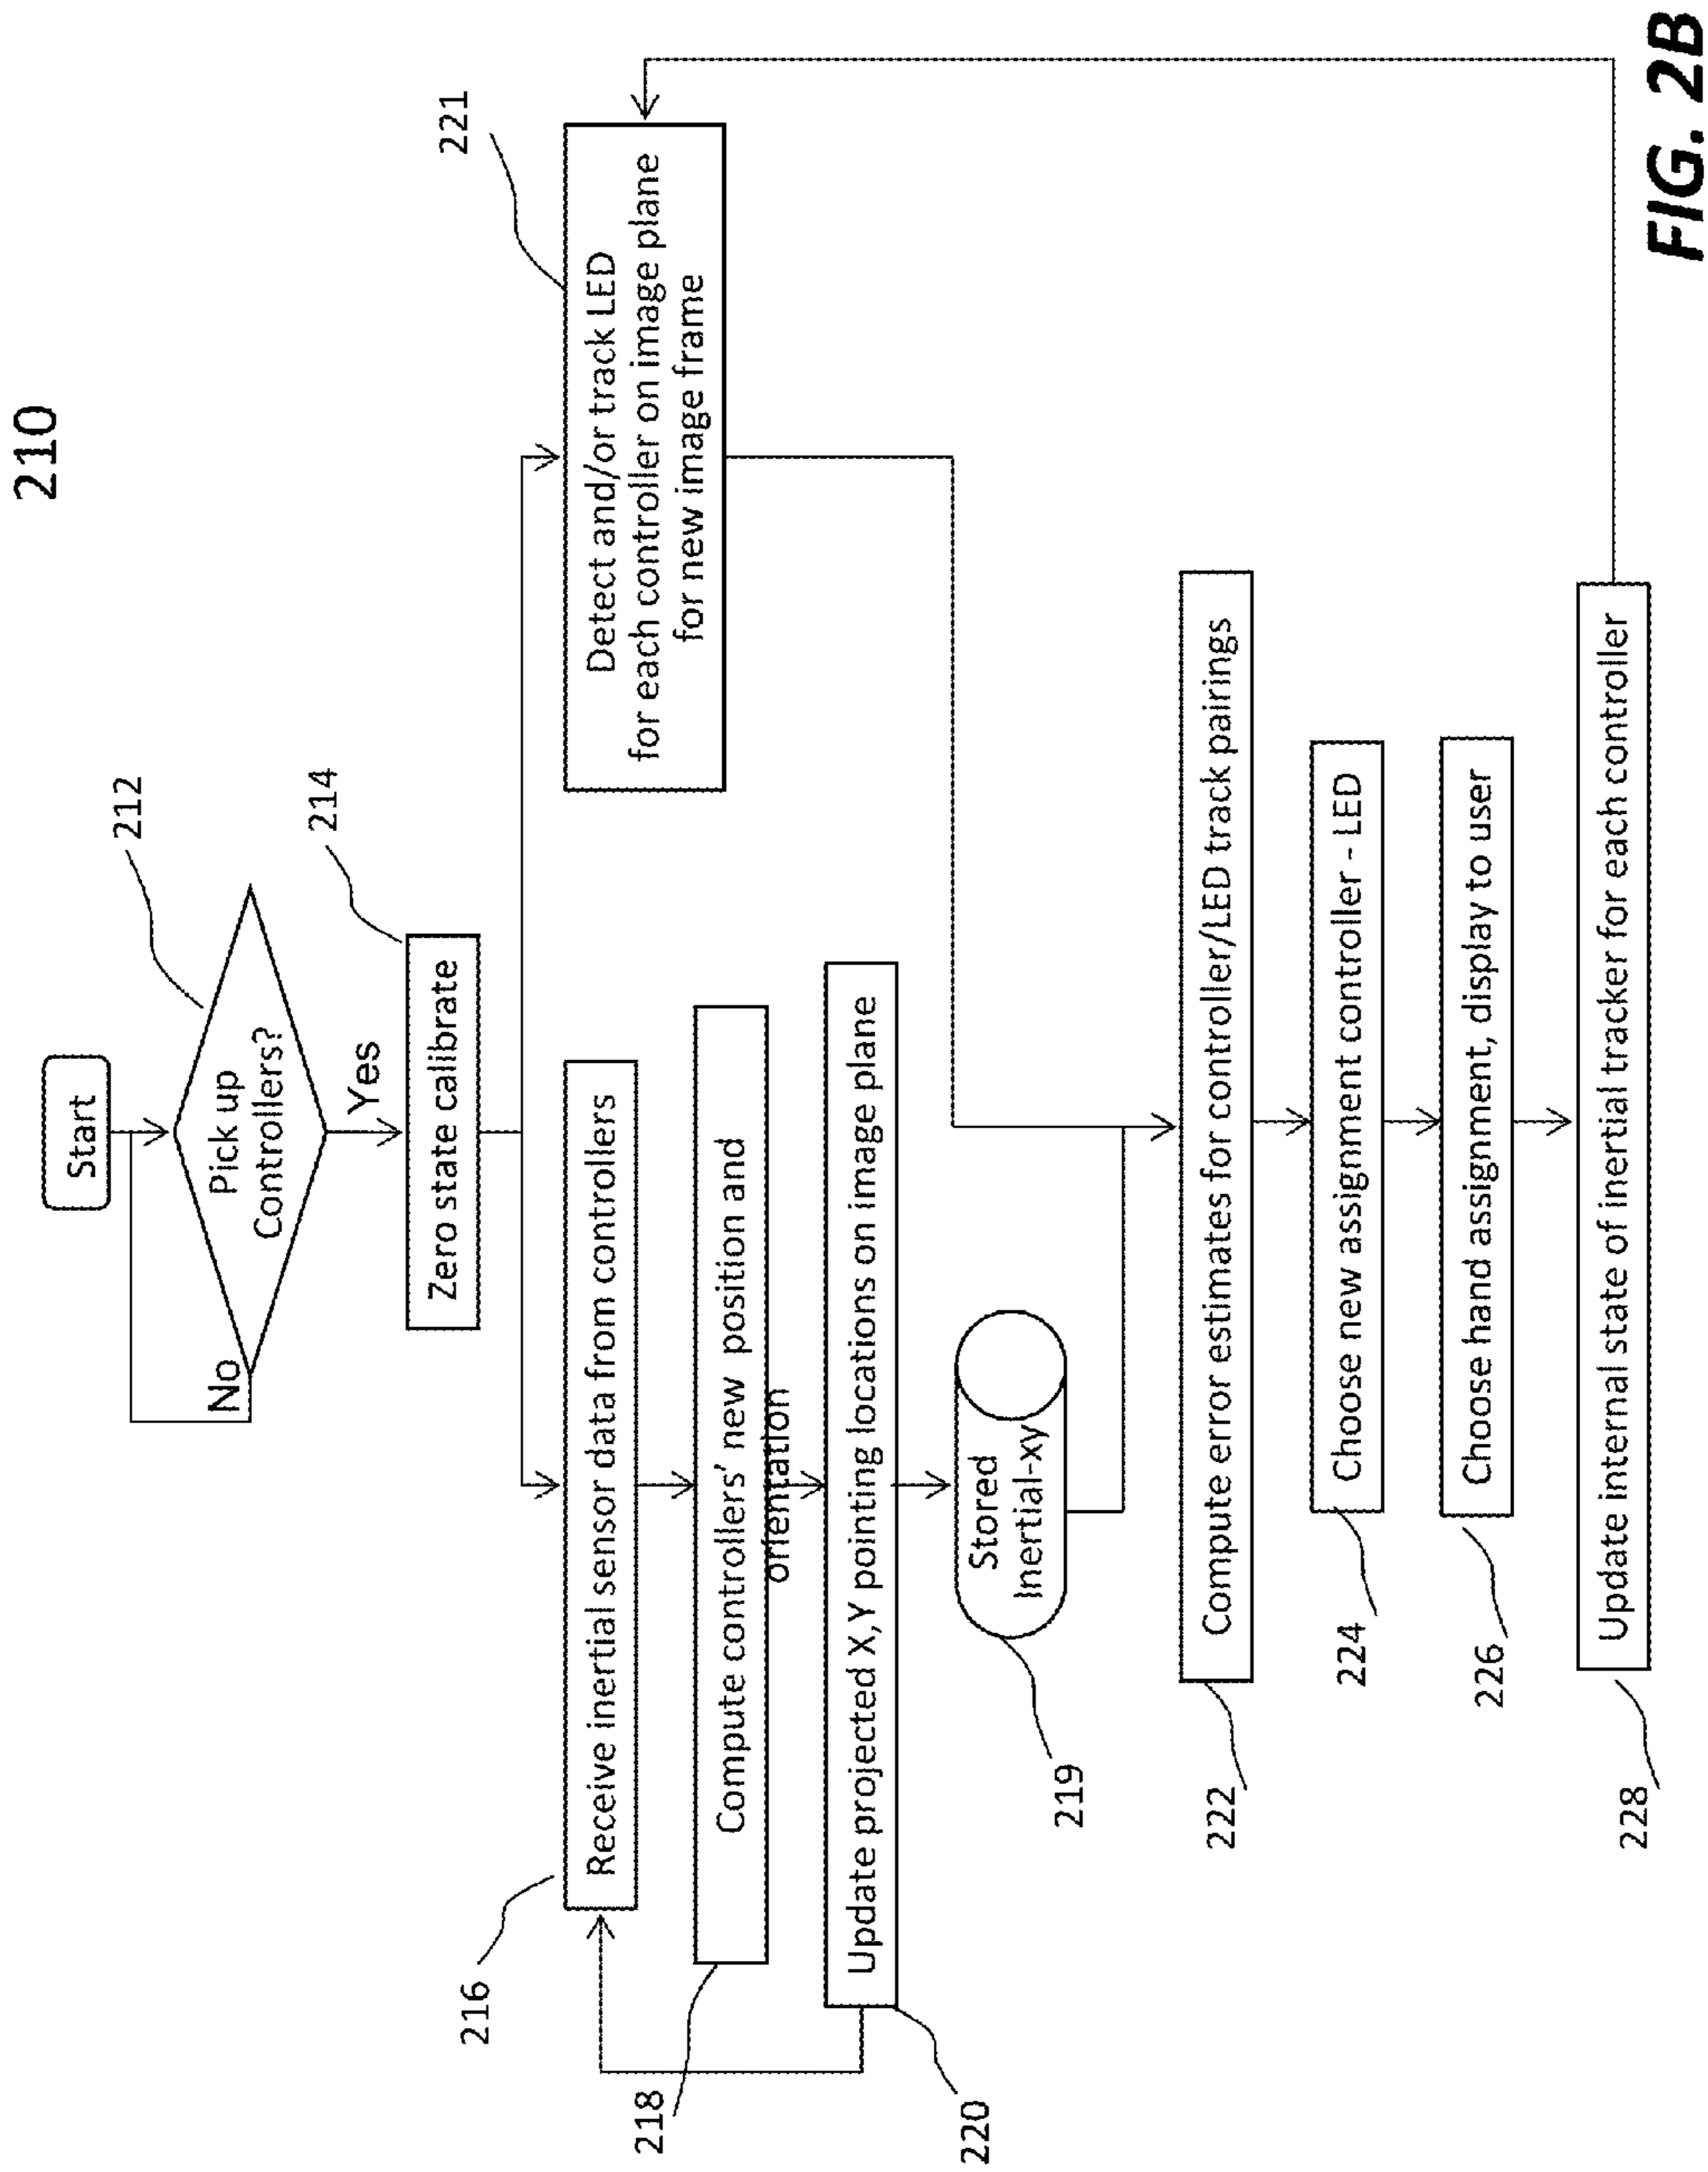 210
Start
Pick up
Controllers?
212
No
Yes
Zero state calibrate
214
216
Receive inertial sensor data from controllers
Detect and/or track LED
for each controller on image plane
for new image frame
221
218
Compute controllers' new position and
orientation
220
Update projected X,Y pointing locations on image plane
Stored
Inertial-xy
219
222
Compute error estimates for controller/LED track pairings
224
Choose new assignment controller - LED
226
Choose hand assignment, display to user
228
Update internal state of inertial tracker for each controller
FIG. 2B